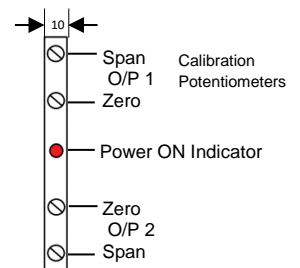 10
Span Calibration
O/P 1 Potentiometers
Zero
Power ON Indicator
Zero
O/P 2
Span